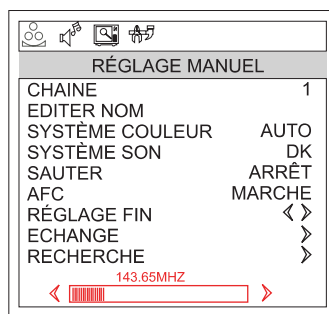 RÉGLAGE MANUEL
CHAINE 1
EDITER NOM
SYSTÈME COULEUR AUTO
SYSTÈME SON DK
SAUTER ARRÊT
AFC MARCHE
RÉGLAGE FIN
ECHANGE
RECHERCHE
143.65MHZ